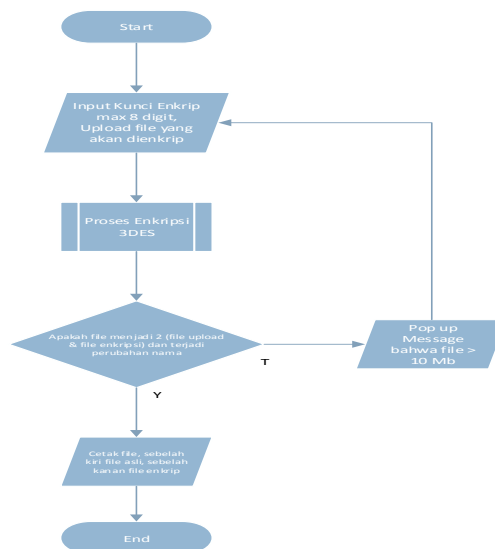 Start
Input Kunci Enkrip
max 8 digit,
Upload file yang
akan dienkrip
Proses Enkripsi
3DES
Apakah file menjadi 2 (file upload
& file enkripsi) dan terjadi
perubahan nama
T
Pop up
Message
bahwa file >
10 Mb
Y
Cetak file, sebelah
kiri file asli, sebelah
kanan file enkrip
End